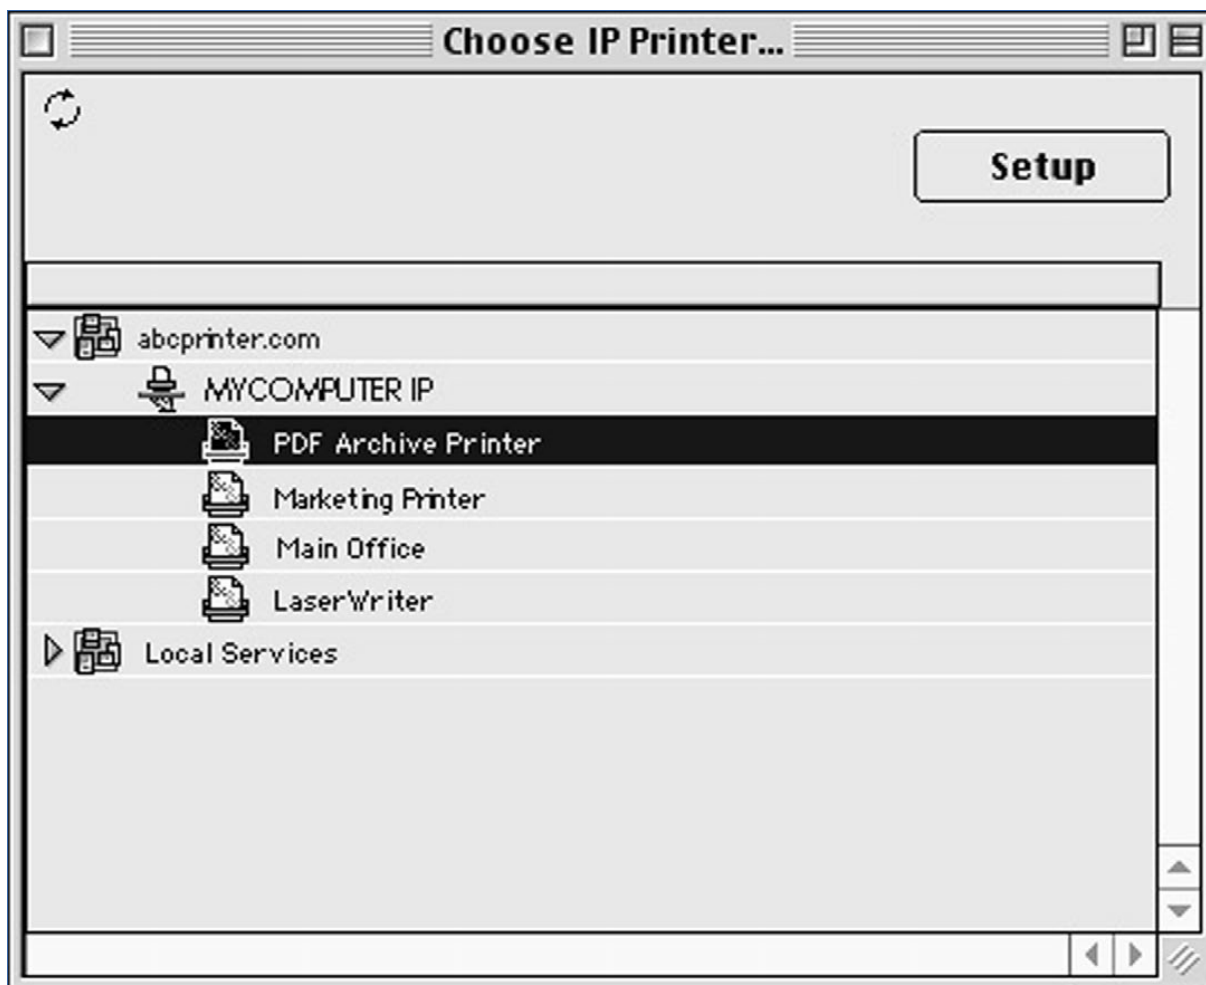 Choose IP Printer...
Setup
abcprinter.com
MYCOMPUTER IP
PDF Archive Printer
Marketing Printer
Main Office
LaserWriter
Local Services